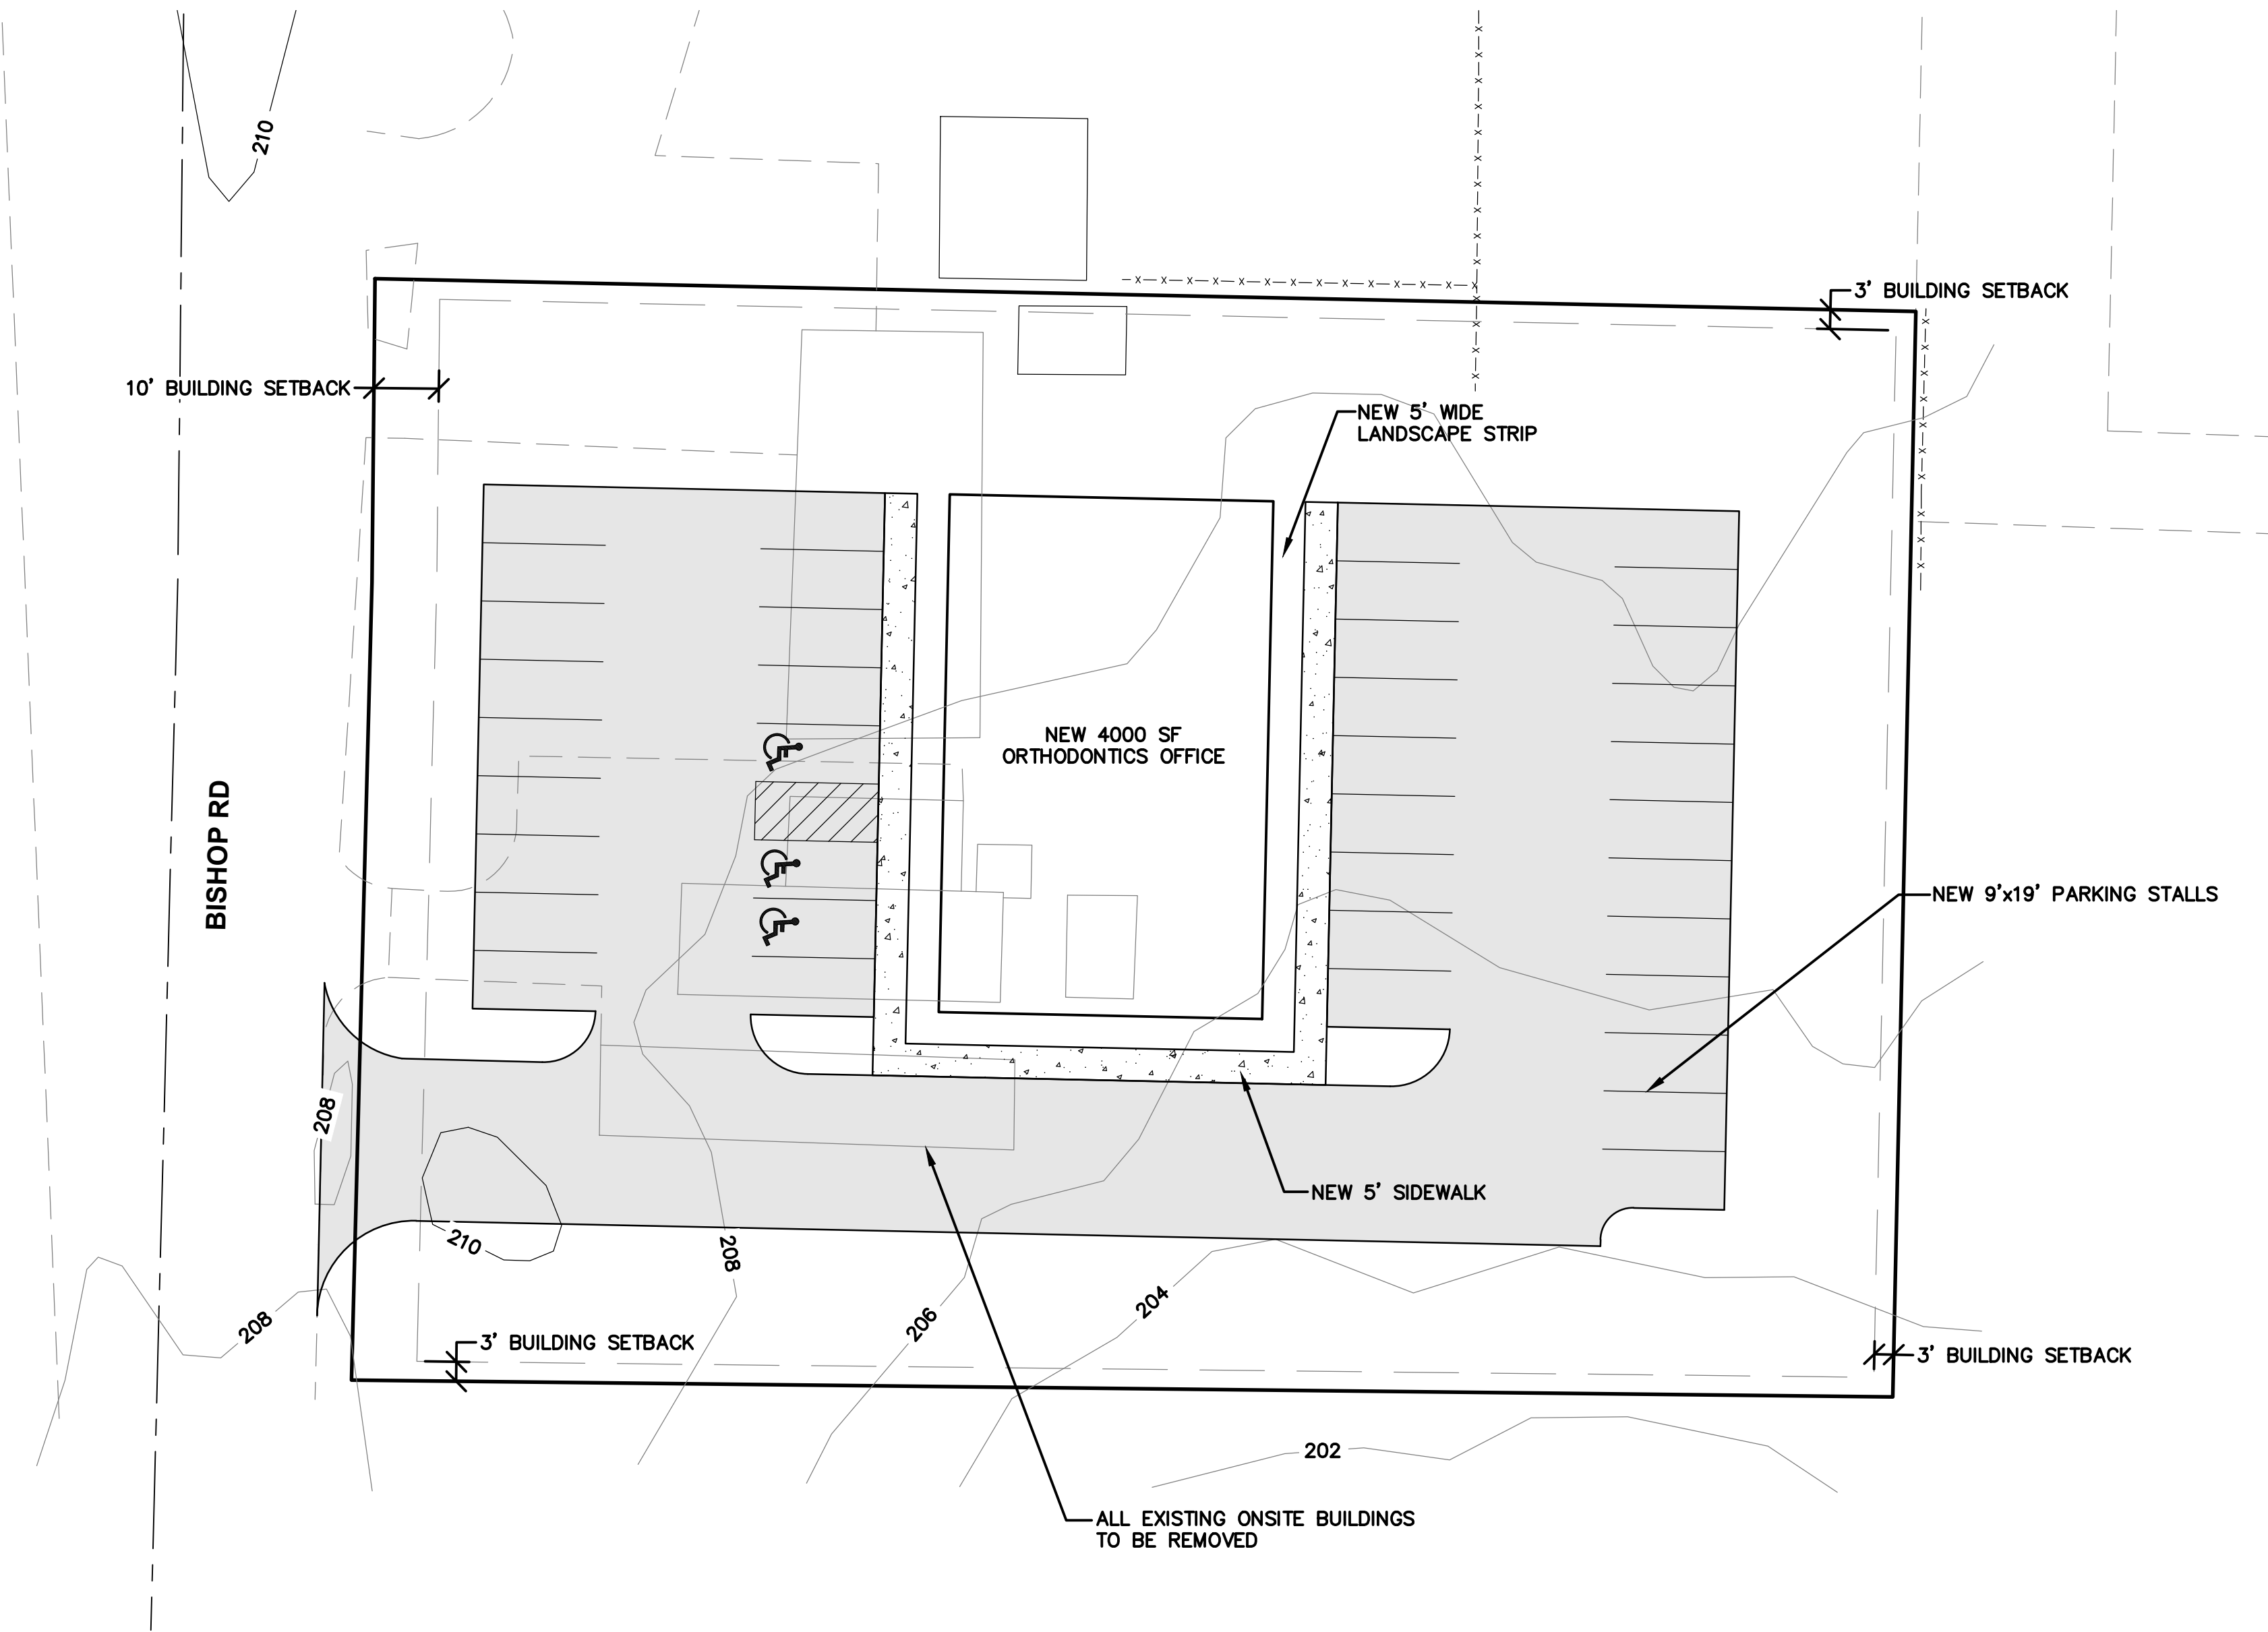 210
3' BUILDING SETBACK
10' BUILDING SETBACK
NEW 5' WIDE
LANDSCAPE STRIP
NEW 4000 SF
ORTHODONTICS OFFICE
BISHOP RD
NEW 9'x19' PARKING STALLS
208
NEW 5' SIDEWALK
210
208
206
204
208
3' BUILDING SETBACK
3' BUILDING SETBACK
202
ALL EXISTING ONSITE BUILDINGS
TO BE REMOVED